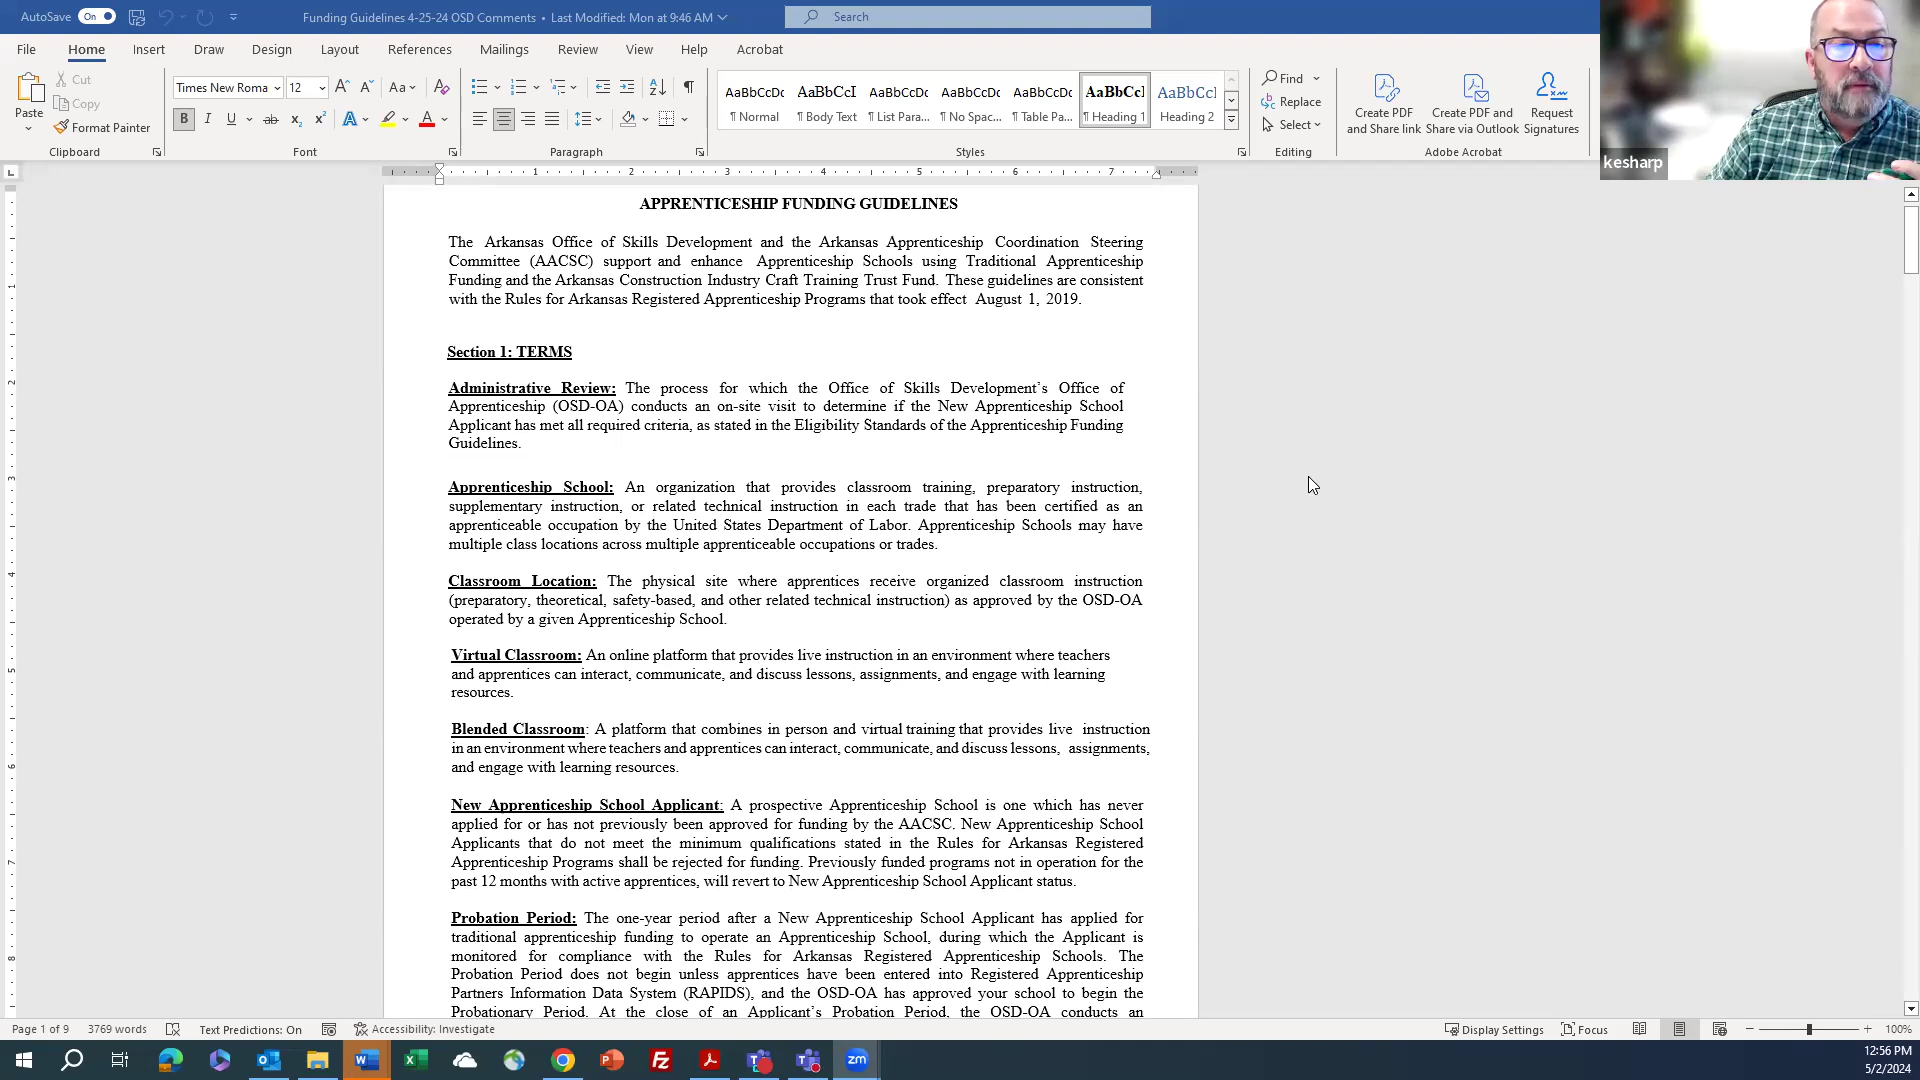 AutoSave On Funding Guidelines 4-25-24 OSD Comments • Last Modified: Mon at 9:46 AM Search
File Home Insert Draw Design Layout References Mailings Review View Help Acrobat
Paste
Cut
Copy
Format Painter
Clipboard
Times New Roma 12
Font
Paragraph
AaBbCcDc AaBbCcI AaBbCcDc AaBbCcDc AaBbCcDc AaBbCcI AaBbCcI
¶ Normal ¶ Body Text ¶ List Para... ¶ No Spac... ¶ Table Pa... ¶ Heading 1 Heading 2
Styles
Find
Replace
Select
Editing
Create PDF and Share link
Create PDF and Share via Outlook
Request Signatures
Adobe Acrobat
kesharp
1 2 3 4 5 6 7
APPRENTICESHIP FUNDING GUIDELINES
The Arkansas Office of Skills Development and the Arkansas Apprenticeship Coordination Steering
Committee (AACSC) support and enhance Apprenticeship Schools using Traditional Apprenticeship
Funding and the Arkansas Construction Industry Craft Training Trust Fund. These guidelines are consistent
with the Rules for Arkansas Registered Apprenticeship Programs that took effect August 1, 2019.
Section 1: TERMS
Administrative Review: The process for which the Office of Skills Development's Office of
Apprenticeship (OSD-OA) conducts an on-site visit to determine if the New Apprenticeship School
Applicant has met all required criteria, as stated in the Eligibility Standards of the Apprenticeship Funding
Guidelines.
Apprenticeship School: An organization that provides classroom training, preparatory instruction,
supplementary instruction, or related technical instruction in each trade that has been certified as an
apprenticeable occupation by the United States Department of Labor. Apprenticeship Schools may have
multiple class locations across multiple apprenticeable occupations or trades.
Classroom Location: The physical site where apprentices receive organized classroom instruction
(preparatory, theoretical, safety-based, and other related technical instruction) as approved by the OSD-OA
operated by a given Apprenticeship School.
Virtual Classroom: An online platform that provides live instruction in an environment where teachers
and apprentices can interact, communicate, and discuss lessons, assignments, and engage with learning
resources.
Blended Classroom: A platform that combines in person and virtual training that provides live instruction
in an environment where teachers and apprentices can interact, communicate, and discuss lessons, assignments,
and engage with learning resources.
New Apprenticeship School Applicant: A prospective Apprenticeship School is one which has never
applied for or has not previously been approved for funding by the AACSC. New Apprenticeship School
Applicants that do not meet the minimum qualifications stated in the Rules for Arkansas Registered
Apprenticeship Programs shall be rejected for funding. Previously funded programs not in operation for the
past 12 months with active apprentices, will revert to New Apprenticeship School Applicant status.
Probation Period: The one-year period after a New Apprenticeship School Applicant has applied for
traditional apprenticeship funding to operate an Apprenticeship School, during which the Applicant is
monitored for compliance with the Rules for Arkansas Registered Apprenticeship Schools. The
Probation Period does not begin unless apprentices have been entered into Registered Apprenticeship
Partners Information Data System (RAPIDS), and the OSD-OA has approved your school to begin the
Probationary Period. At the close of an Applicant's Probation Period, the OSD-OA conducts an
Page 1 of 9 3769 words Text Predictions: On Accessibility: Investigate Display Settings Focus 100%
12:56 PM
5/2/2024